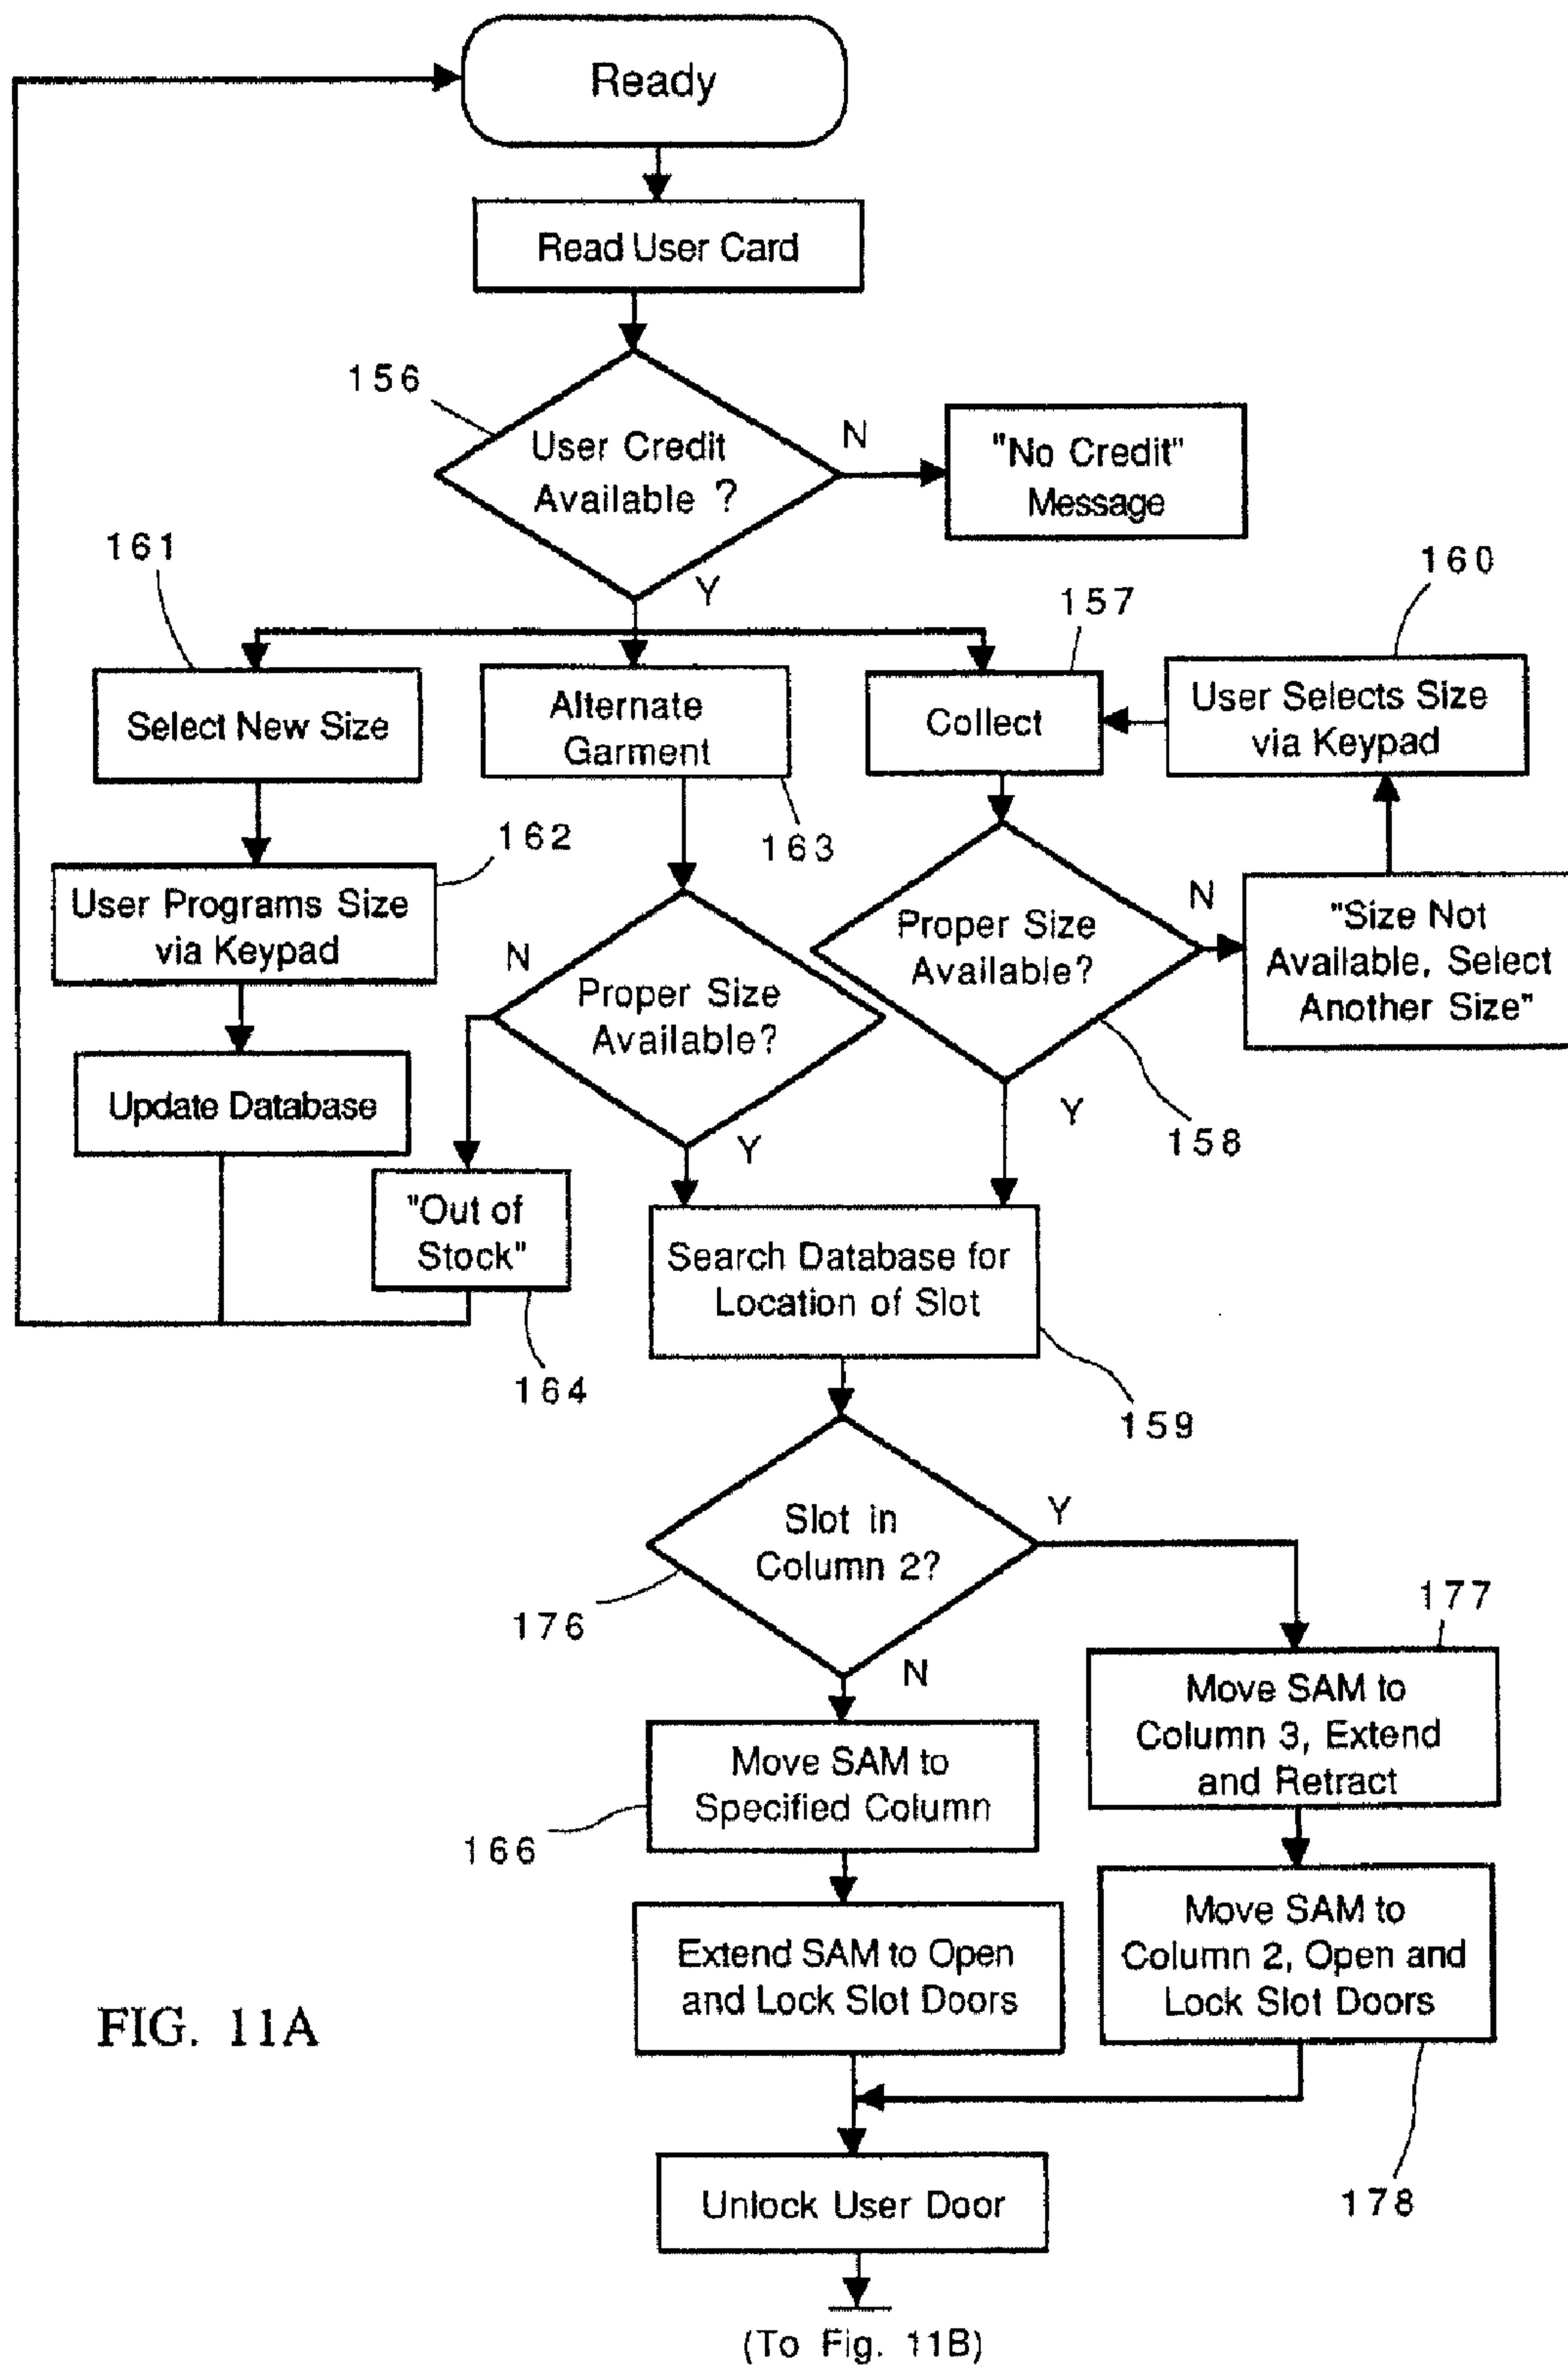 Ready
Read User Card
156
User Credit
Available ?
N
"No Credit"
Message
Y
161
Select New Size
Alternate
Garment
163
157
Collect
160
User Selects Size
via Keypad
162
User Programs Size
via Keypad
Update Database
N
Proper Size
Available?
Y
Proper Size
Available?
N
"Size Not
Available, Select
Another Size"
Y
158
"Out of
Stock"
164
Search Database for
Location of Slot
159
Slot in
Column 2?
Y
176
N
177
Move SAM to
Column 3, Extend
and Retract
Move SAM to
Specified Column
166
Extend SAM to Open
and Lock Slot Doors
Move SAM to
Column 2, Open and
Lock Slot Doors
178
FIG. 11A
Unlock User Door
(To Fig. 11B)